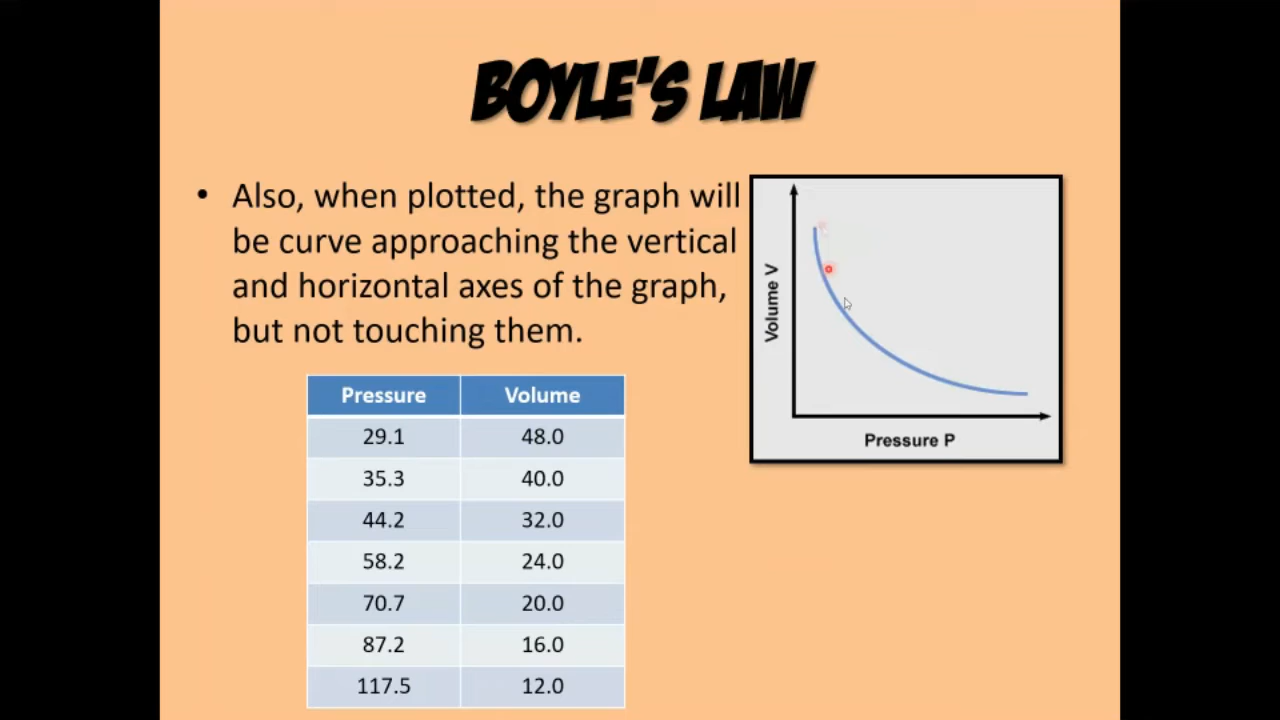 BOYLE'S LAW
• Also, when plotted, the graph will
be curve approaching the vertical
and horizontal axes of the graph,
but not touching them.
Volume V
Pressure P
Pressure Volume
29.1 48.0
35.3 40.0
44.2 32.0
58.2 24.0
70.7 20.0
87.2 16.0
117.5 12.0